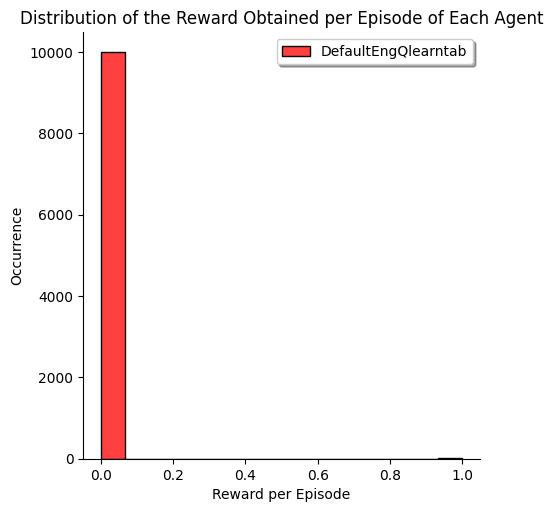 Distribution of the Reward Obtained per Episode of Each Agent
DefaultEngQlearntab
10000
8000
6000
4000
2000
0
Occurrence
0.0 0.2 0.4 0.6 0.8 1.0
Reward per Episode